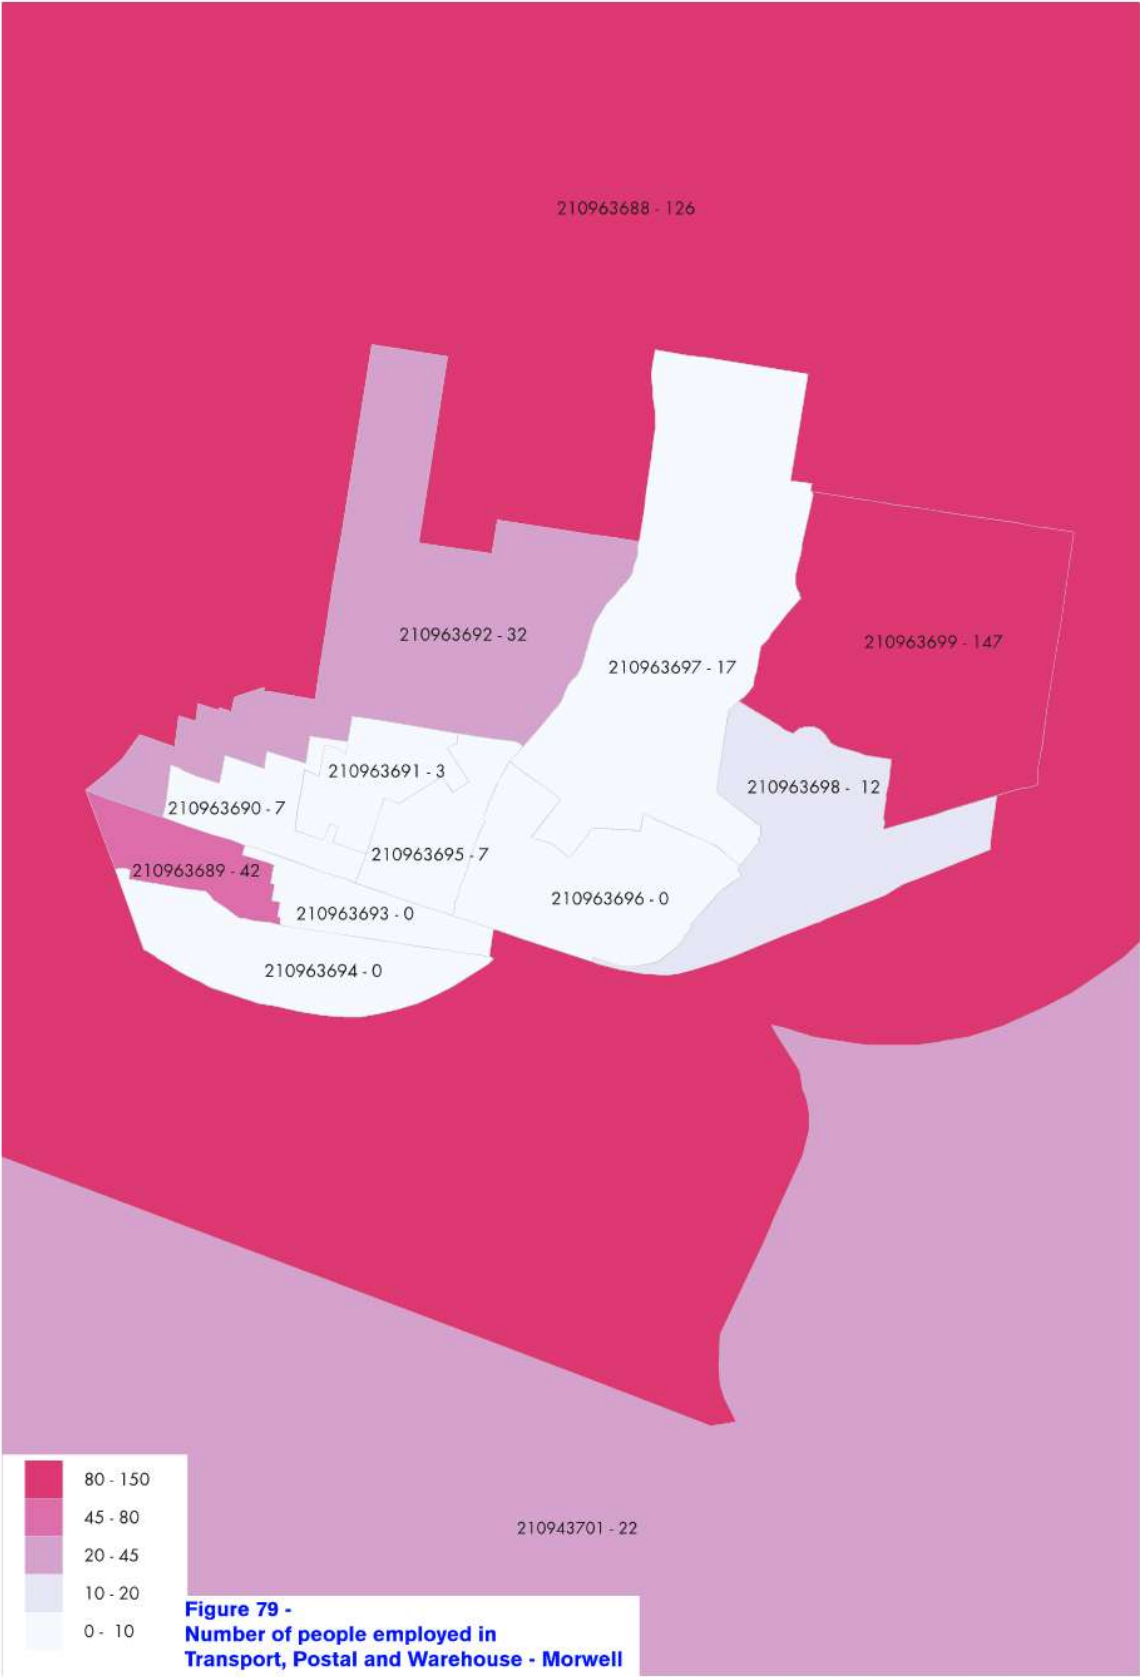 210963688 - 126
210963692 - 32
210963699 - 147
210963697 - 17
210963691 - 3
210963698 - 12
210963690 - 7
210963695 - 7
210963689 - 42
210963696 - 0
210963693 - 0
210963694 - 0
80 - 150
45 - 80
20 - 45
10 - 20
0 - 10
210943701 - 22
Figure 79 -
Number of people employed in
Transport, Postal and Warehouse - Morwell